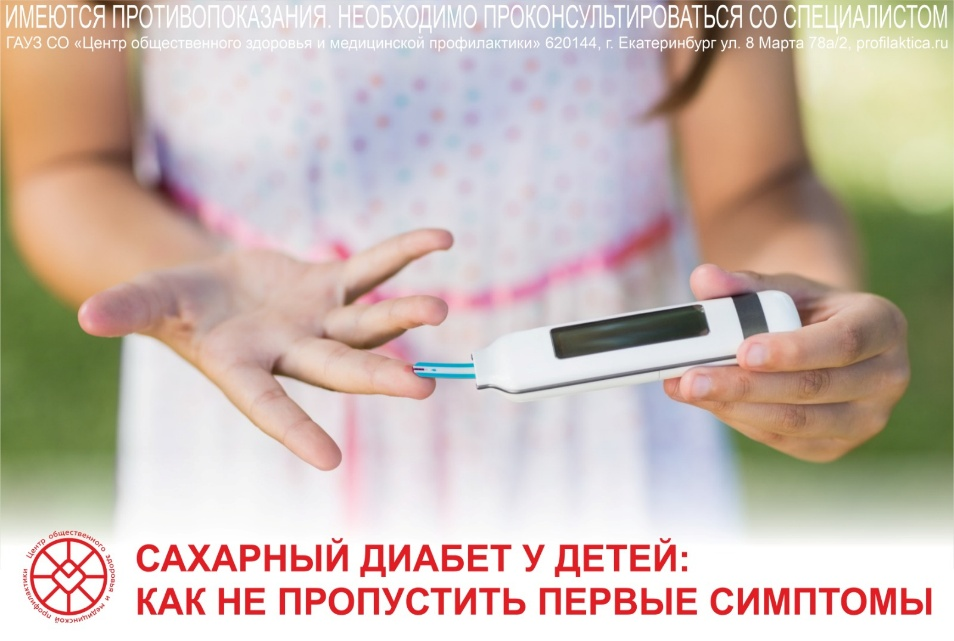 ИМЕЮТСЯ ПРОТИВОПОКАЗАНИЯ. НЕОБХОДИМО ПРОКОНСУЛЬТИРОВАТЬСЯ СО СПЕЦИАЛИСТОМ
ГАУЗ СО «Центр общественного здоровья и медицинской профилактики» 620144, г. Екатеринбург ул. 8 Марта 78а/2, profilaktica.ru
Центр общественного здоровья и медицинской профилактики
САХАРНЫЙ ДИАБЕТ У ДЕТЕЙ:
КАК НЕ ПРОПУСТИТЬ ПЕРВЫЕ СИМПТОМЫ